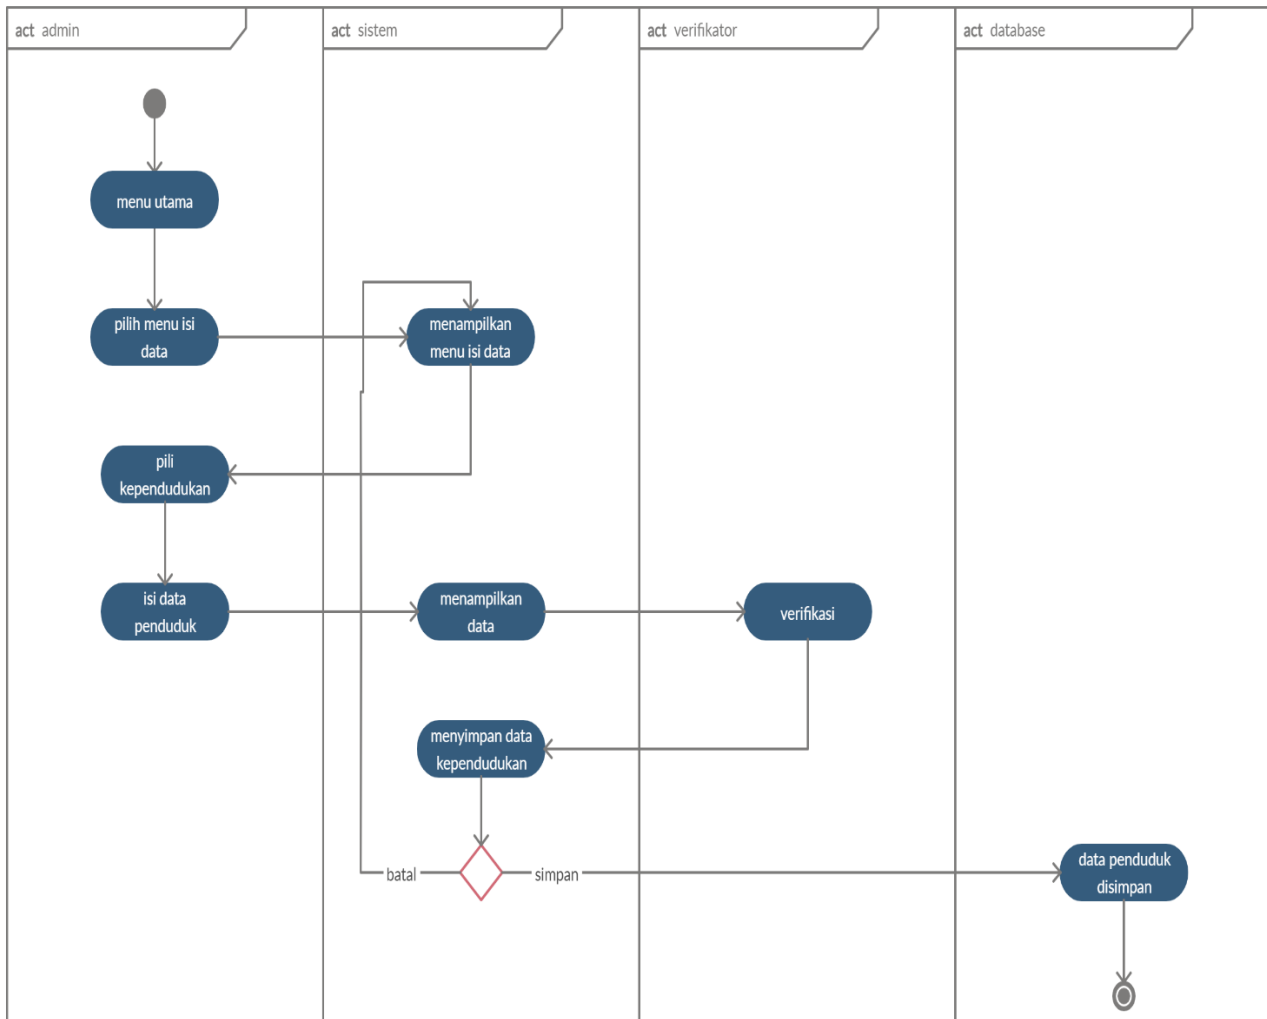 act admin
act sistem
act verifikator
act database
menu utama
pilih menu isi
data
menampilkan
menu isi data
pili
kependudukan
isi data
penduduk
menampilkan
data
verifikasi
menyimpan data
kependudukan
batal
simpan
data penduduk
disimpan